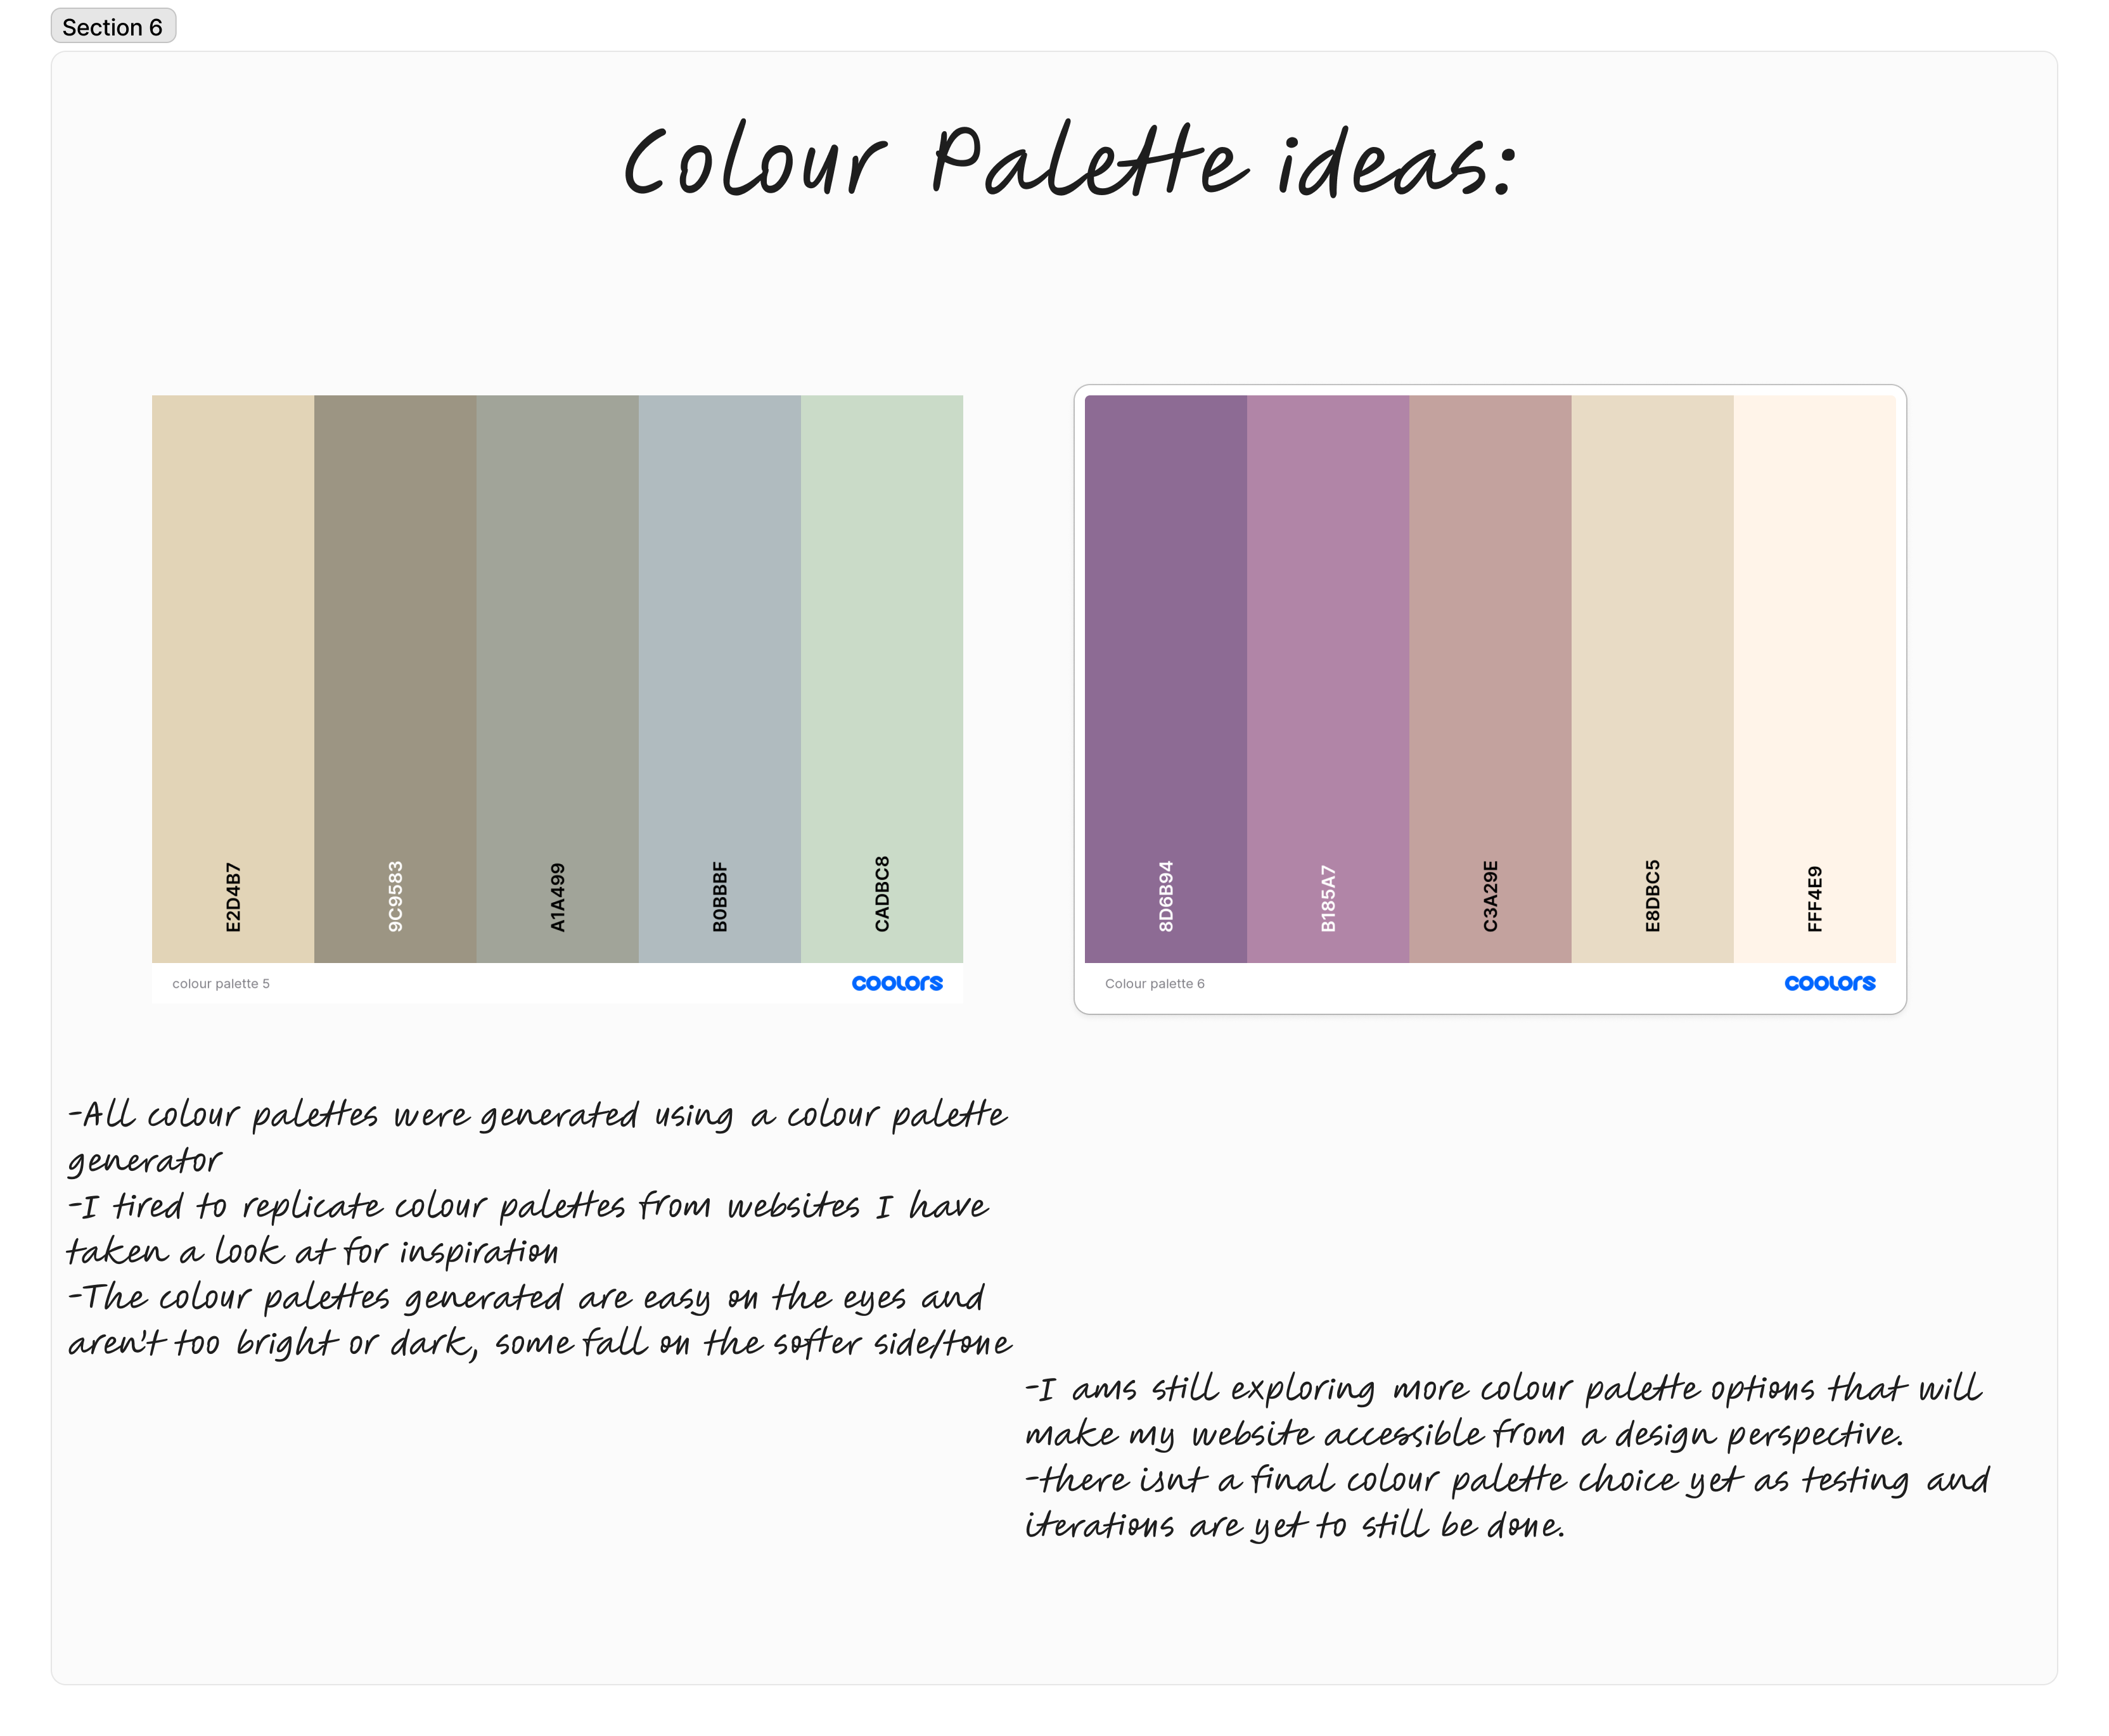 Section 6
Colour Palette ideas:
E2D4B7
9C9583
A1A499
B0BBBF
CADBC8
colour palette 5
coolors
8D6B94
B185A7
C3A29E
E8DBC5
FFF4E9
Colour palette 6
coolors
-All colour palettes were generated using a colour palette
generator
-I tired to replicate colour palettes from websites I have
taken a look at for inspiration
-The colour palettes generated are easy on the eyes and
aren't too bright or dark, some fall on the softer side/tone
-I ams still exploring more colour palette options that will
make my website accessible from a design perspective.
-there isnt a final colour palette choice yet as testing and
iterations are yet to still be done.